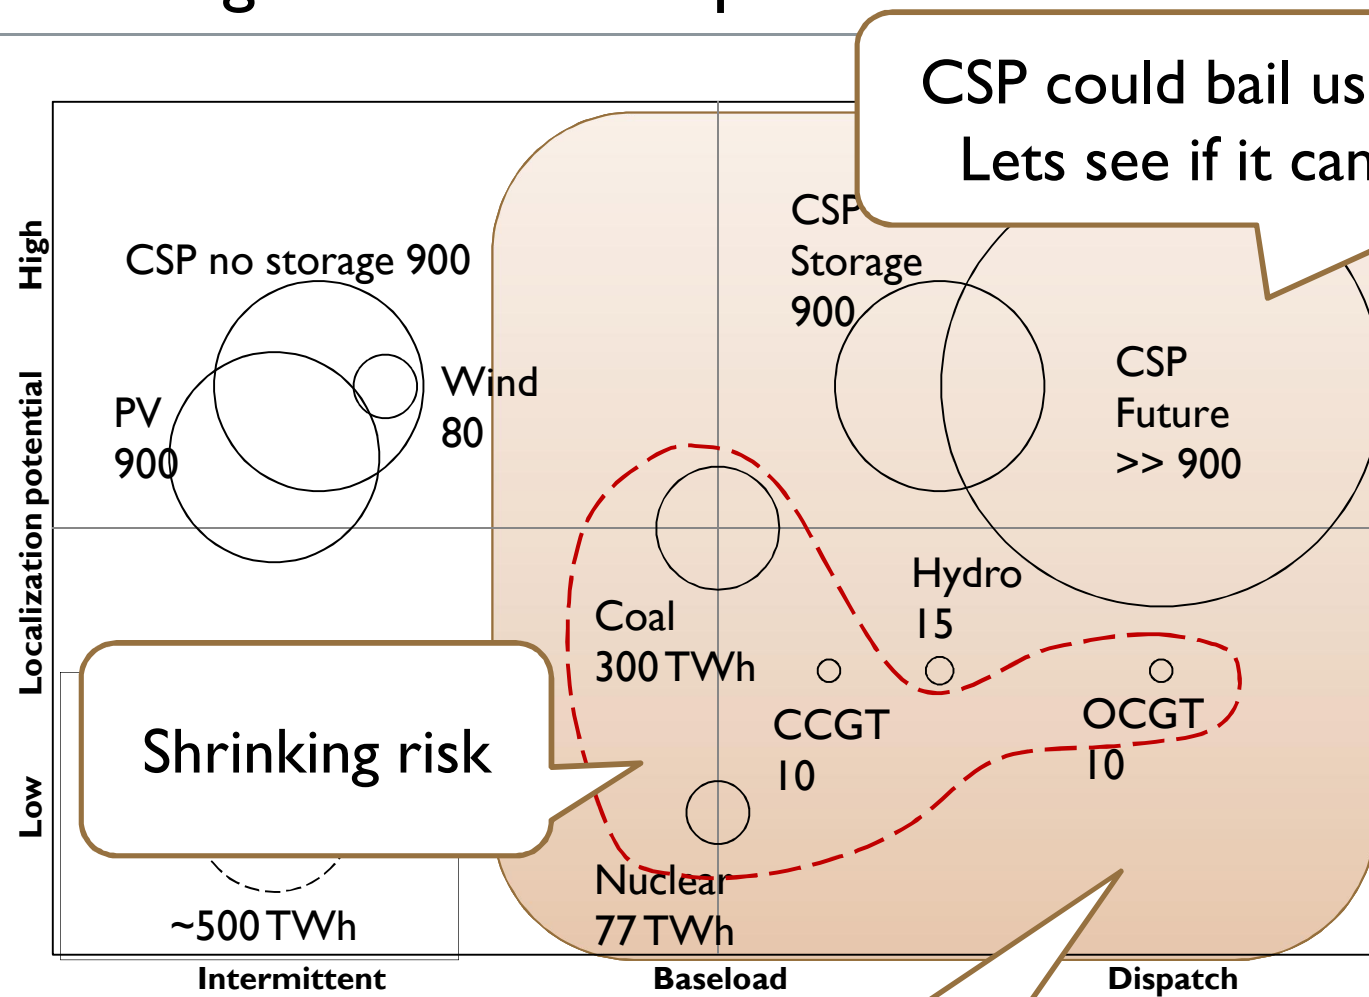 CSP could bail us
Lets see if it can
High
Localization potential
Low
CSP no storage 900
PV
900
Wind
80
CSP
Storage
900
CSP
Future
>> 900
Coal
300 TWh
Hydro
15
CCGT
10
OCGT
10
Shrinking risk
Nuclear
77 TWh
~500 TWh
Intermittent
Baseload
Dispatch